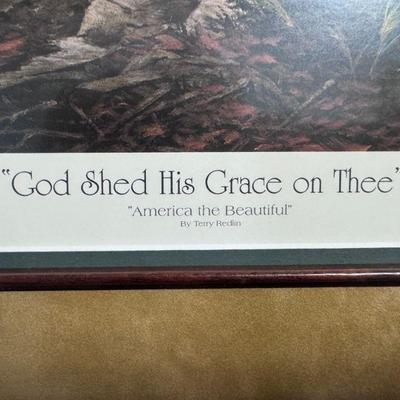 "God Shed His Grace on Thee"
"America the Beautiful"
By Terry Redlin